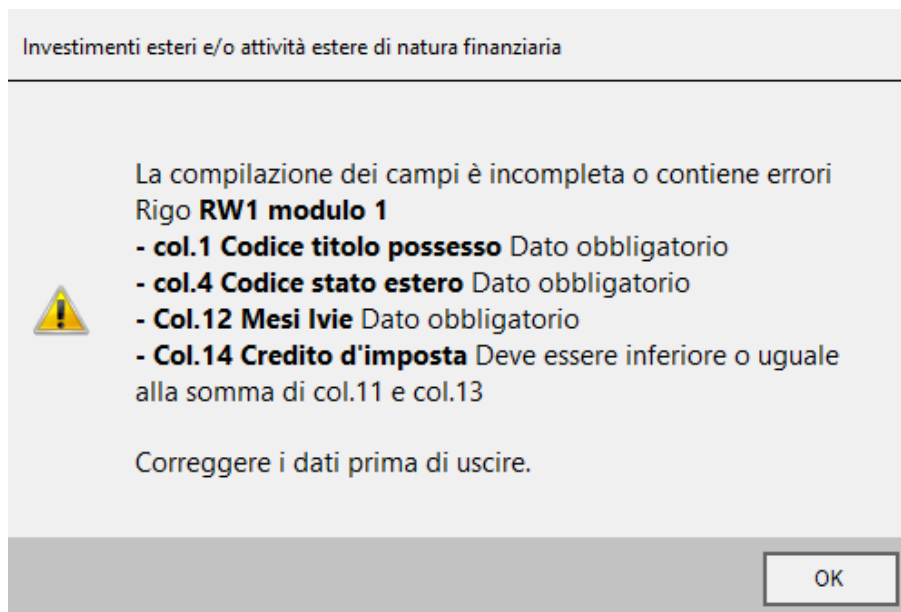 Investimenti esteri e/o attività estere di natura finanziaria
La compilazione dei campi è incompleta o contiene errori
Rigo RW1 modulo 1
- col.1 Codice titolo possesso Dato obbligatorio
- col.4 Codice stato estero Dato obbligatorio
- Col.12 Mesi Ivie Dato obbligatorio
- Col.14 Credito d'imposta Deve essere inferiore o uguale
alla somma di col.11 e col.13
Correggere i dati prima di uscire.
OK